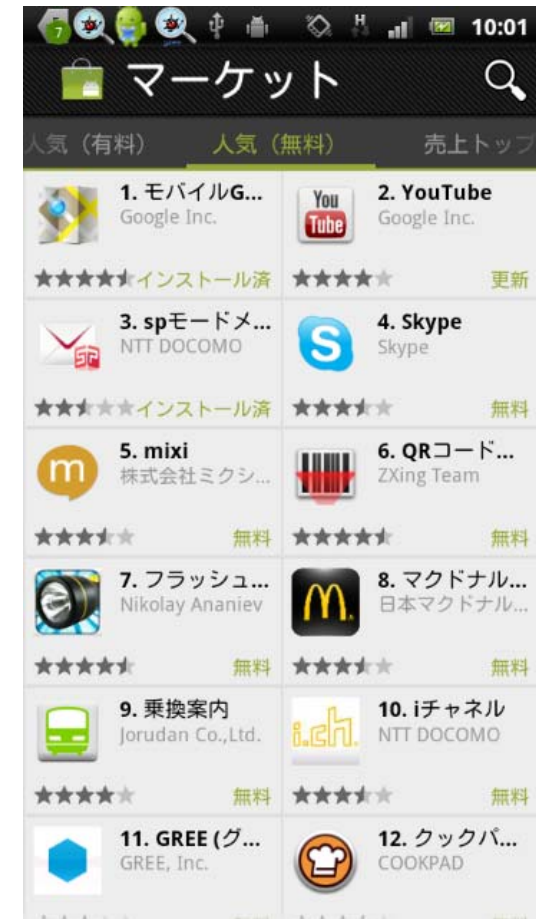 7
H
10:01
マーケット
人気（有料）
人気（無料）
売上トップ
1. モバイルG...
Google Inc.
インストール済
You
Tube
2. YouTube
Google Inc.
更新
sp
3. spモードメ...
NTT DOCOMO
インストール済
S
4. Skype
Skype
無料
m
5. mixi
株式会社ミクシ...
無料
6. QRコード...
ZXing Team
無料
7. フラッシュ...
Nikolay Ananiev
無料
8. マクドナル...
日本マクドナル...
無料
9. 乗換案内
Jorudan Co.,Ltd.
無料
i.ch.
10. iチャネル
NTT DOCOMO
無料
11. GREE (グ...
GREE, Inc.
12. クックパ...
COOKPAD